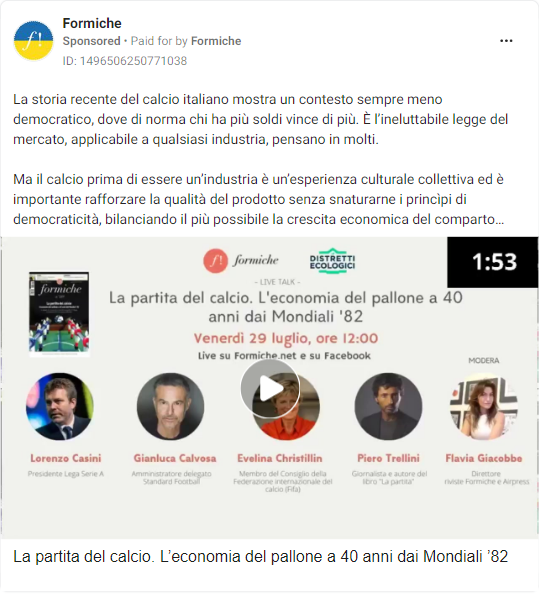 Formiche
Sponsored • Paid for by Formiche
ID: 1496506250771038
La storia recente del calcio italiano mostra un contesto sempre meno
democratico, dove di norma chi ha più soldi vince di più. È l’ineluttabile legge del
mercato, applicabile a qualsiasi industria, pensano in molti.
Ma il calcio prima di essere un’industria è un’esperienza culturale collettiva ed è
importante rafforzare la qualità del prodotto senza snaturarne i princìpi di
democraticità, bilanciando il più possibile la crescita economica del comparto...
f! formiche
DISTRETTI
ECOLOGICI
1:53
formiche
– LIVE TALK –
La partita del calcio. L'economia del pallone a 40
anni dai Mondiali '82
Venerdì 29 luglio, ore 12:00
Live su Formiche.net e su Facebook
MODERA
Lorenzo Casini
Presidente Lega Serie A
Gianluca Calvosa
Amministratore delegato
Standard Football
Evelina Christillin
Membro del Consiglio della
Federazione internazionale del
calcio (Fifa)
Piero Trellini
Giornalista e autore del
libro "La partita"
Flavia Giacobbe
Direttore
riviste Formiche e Airpress
La partita del calcio. L’economia del pallone a 40 anni dai Mondiali ’82